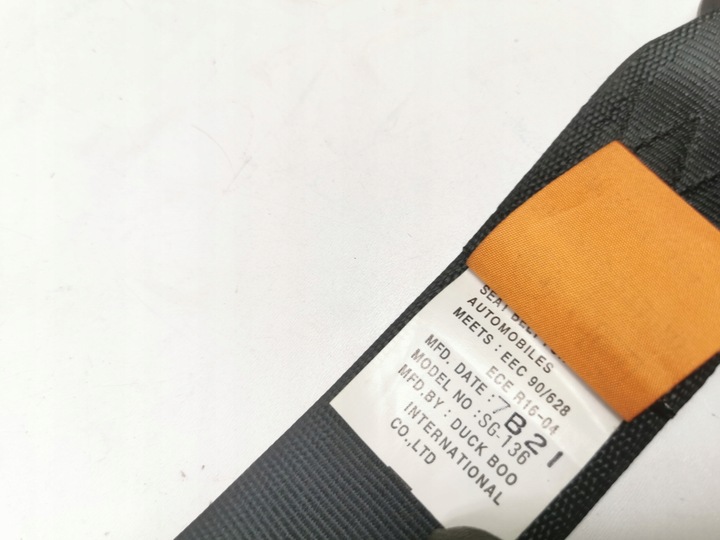 SEAT BELT
AUTOMOBILES
MEETS : EEC 90/628
ECE R16-04
MFD. DATE : 7B21
MODEL NO :SG-136
MFD.BY : DUCK BOO
INTERNATIONAL
CO.,LTD